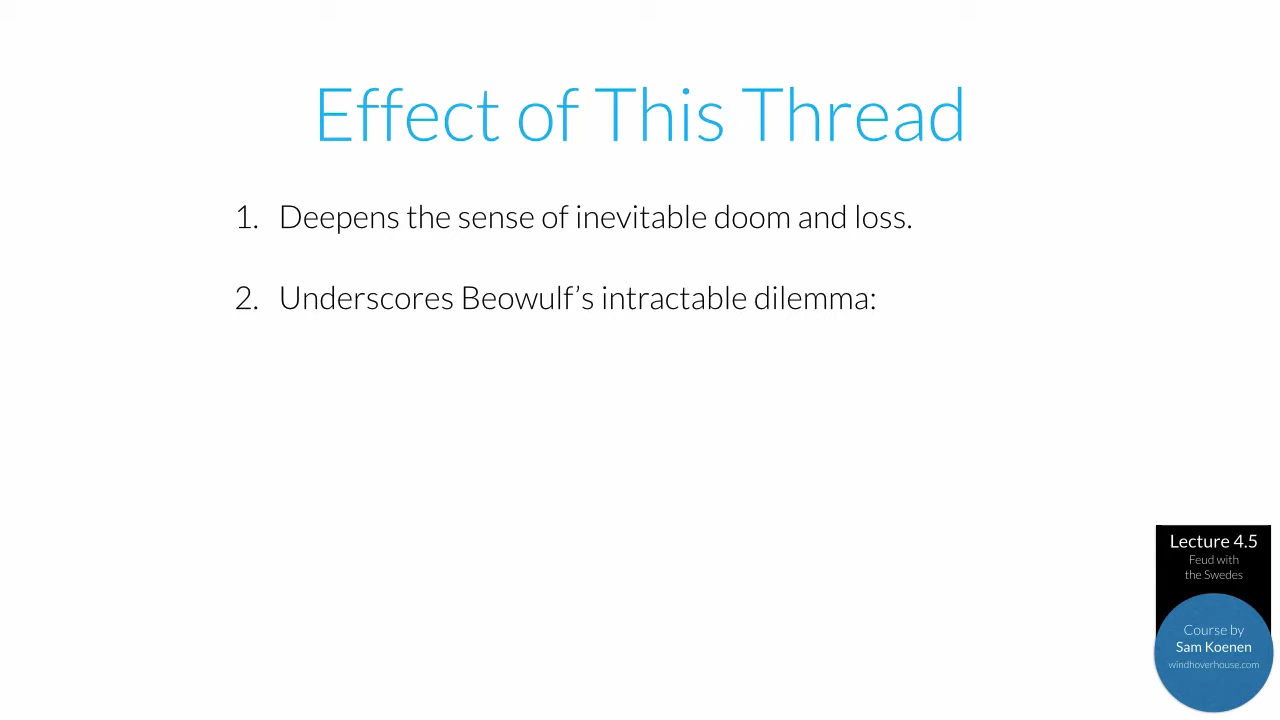 Effect of This Thread
1. Deepens the sense of inevitable doom and loss.
2. Underscores Beowulf’s intractable dilemma:
Lecture 4.5
Feud with
the Swedes
Course by
Sam Koenen
windhoverhouse.com